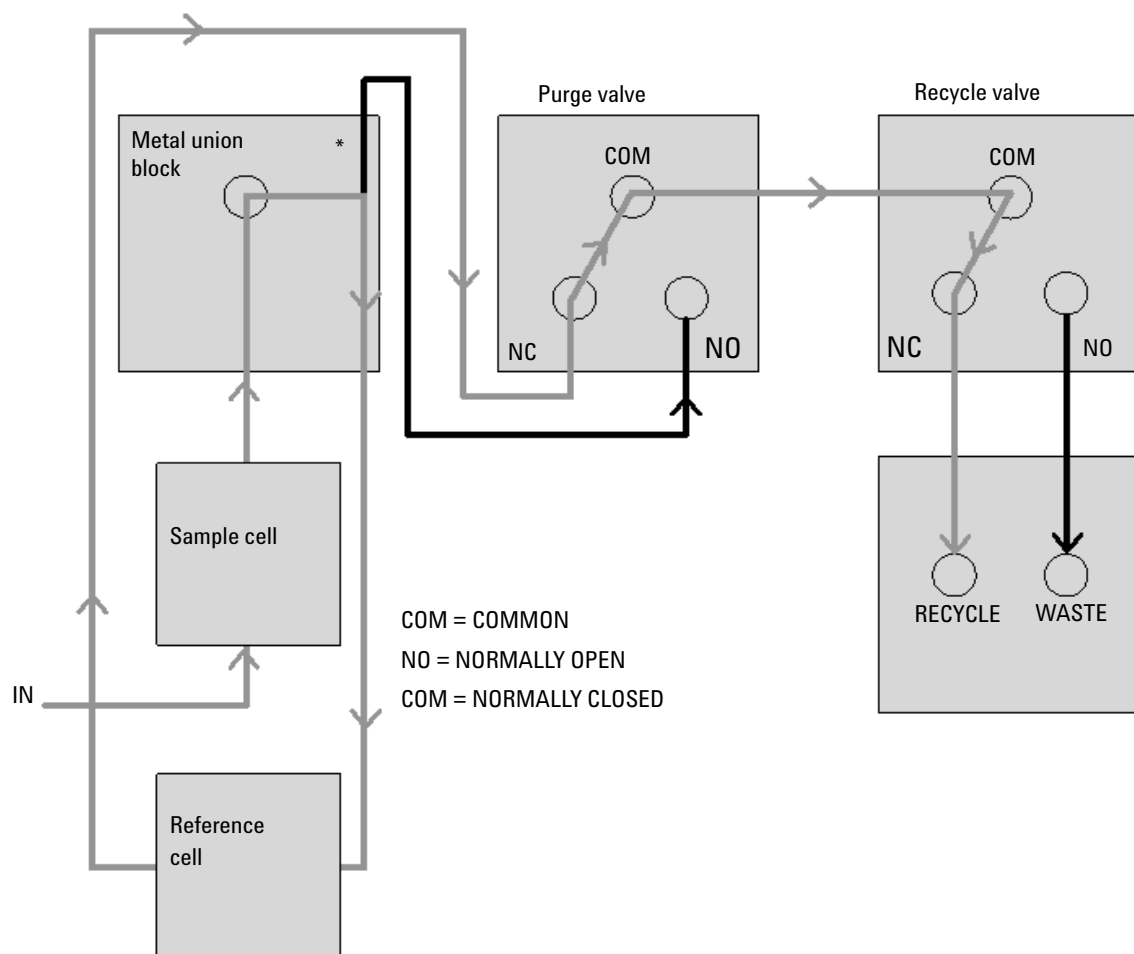 Purge valve
Recycle valve
Metal union
block
*
COM
COM
NC
NO
NC
NO
Sample cell
RECYCLE
WASTE
COM = COMMON
NO = NORMALLY OPEN
COM = NORMALLY CLOSED
IN
Reference
cell